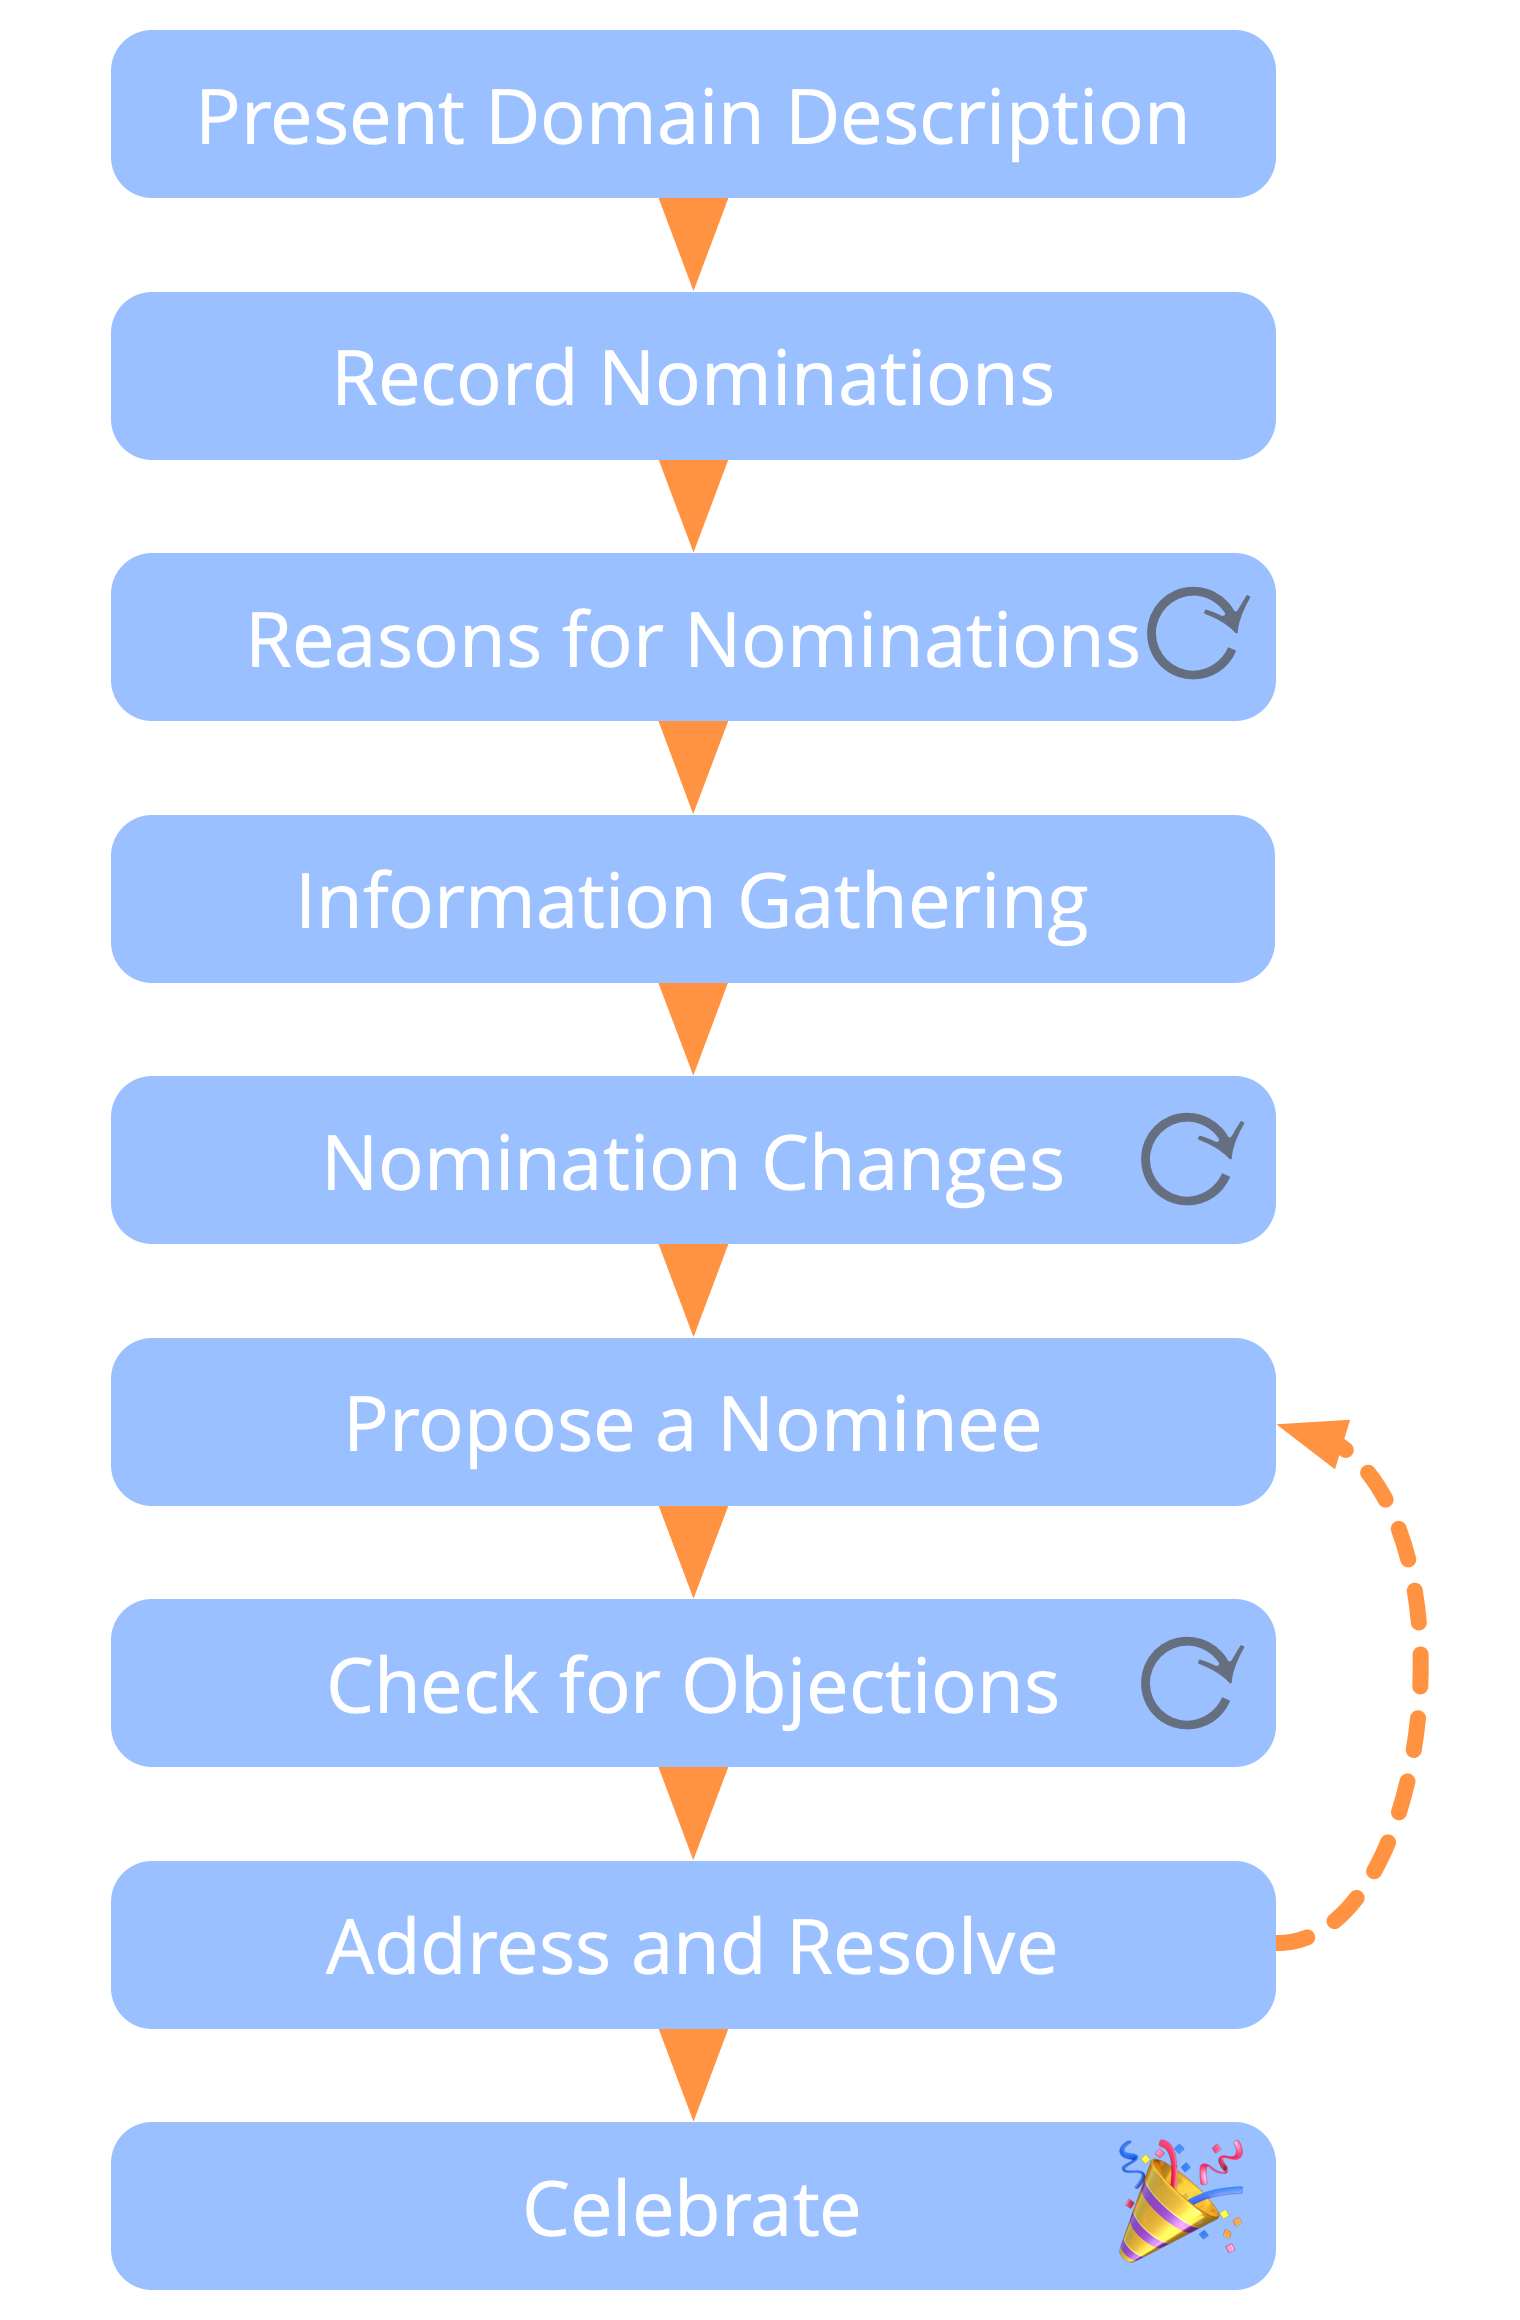 Present Domain Description
Record Nominations
Reasons for Nominations
Information Gathering
Nomination Changes
Propose a Nominee
Check for Objections
Address and Resolve
Celebrate